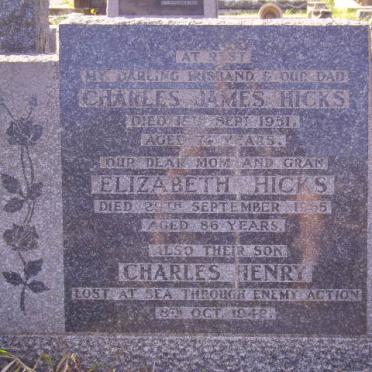 AT REST
MY DARLING HUSBAND & OUR DAD
CHARLES JAMES HICKS
DIED SEPT 1951.
AGED YEARS.
OUR DEAR MOM AND GRAN
ELIZABETH HICKS
DIED SEPTEMBER
AGED 86 YEARS.
ALSO THEIR SON
CHARLES HENRY
LOST AT SEA THROUGH ENEMY ACTION
8TH OCT. 1942.